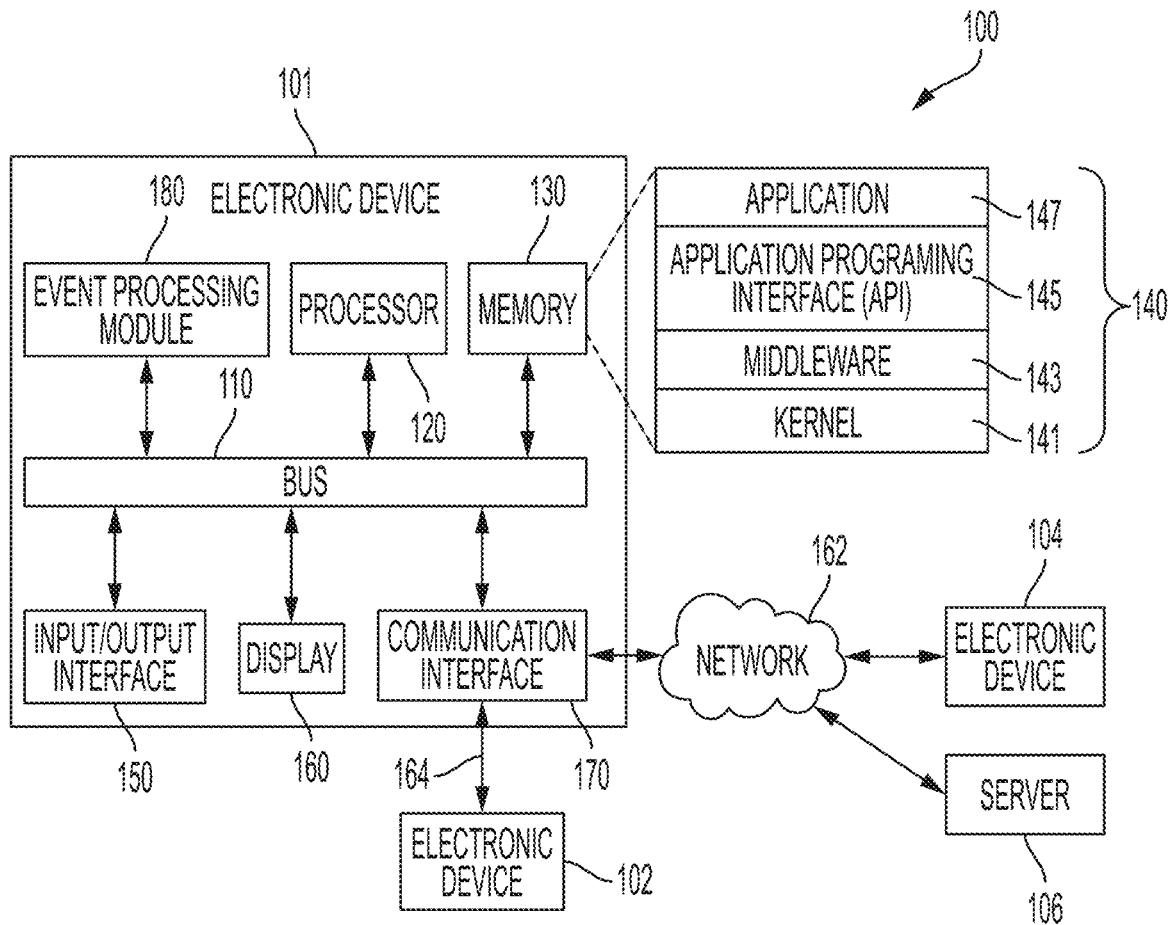 100
101
ELECTRONIC DEVICE
180
130
EVENT PROCESSING
MODULE
PROCESSOR
MEMORY
120
110
BUS
APPLICATION
147
APPLICATION PROGRAMING
INTERFACE (API)
145
MIDDLEWARE
143
KERNEL
141
140
INPUT/OUTPUT
INTERFACE
150
DISPLAY
160
COMMUNICATION
INTERFACE
170
164
162
NETWORK
104
ELECTRONIC
DEVICE
SERVER
106
ELECTRONIC
DEVICE
102